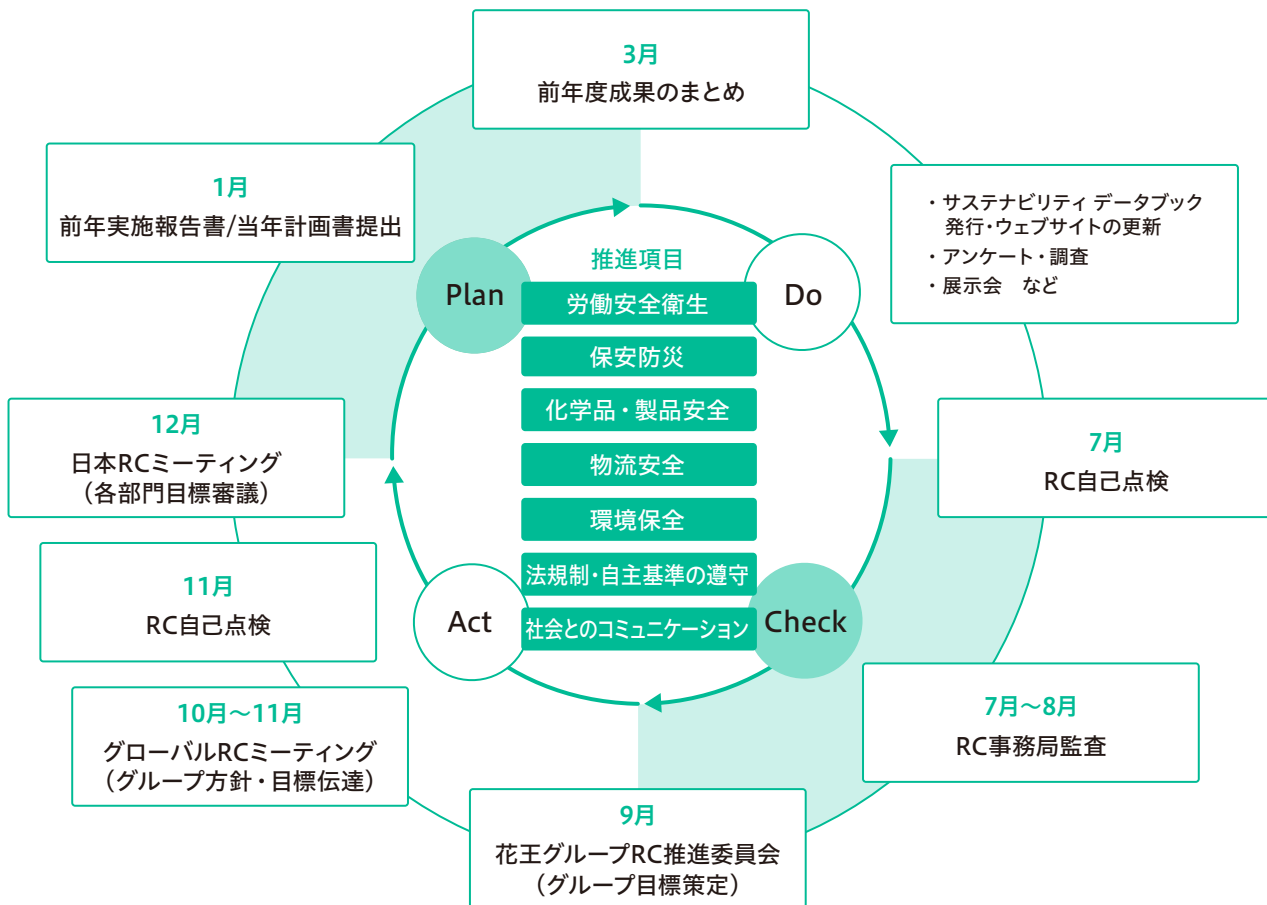 3月
前年度成果のまとめ
1月
前年実施報告書/当年計画書提出
・サステナビリティ データブック
発行・ウェブサイトの更新
・アンケート・調査
・展示会　など
推進項目
Plan
Do
労働安全衛生
保安防災
化学品・製品安全
物流安全
環境保全
法規制・自主基準の遵守
社会とのコミュニケーション
Act
Check
12月
日本RCミーティング
（各部門目標審議）
7月
RC自己点検
11月
RC自己点検
10月～11月
グローバルRCミーティング
（グループ方針・目標伝達）
7月～8月
RC事務局監査
9月
花王グループRC推進委員会
（グループ目標策定）